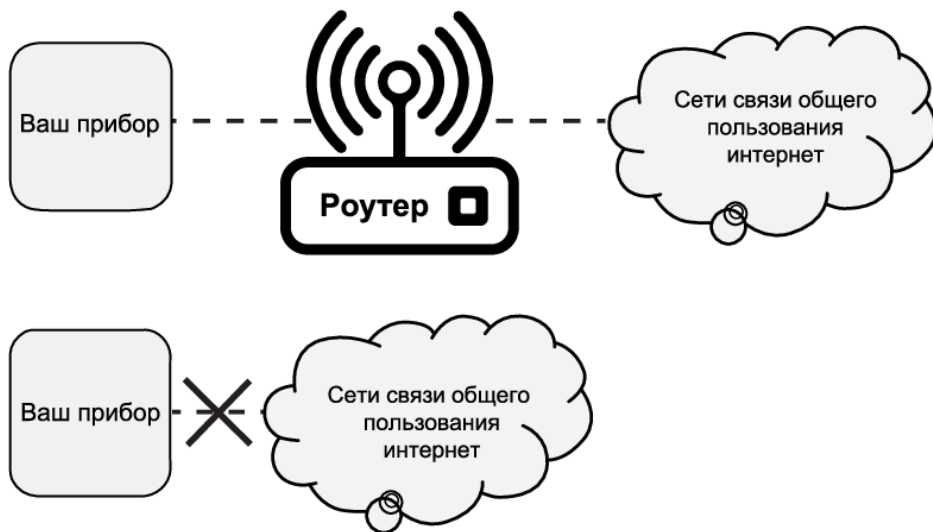 Ваш прибор
Роутер
Сети связи общего
пользования
интернет
Ваш прибор
Сети связи общего
пользования
интернет